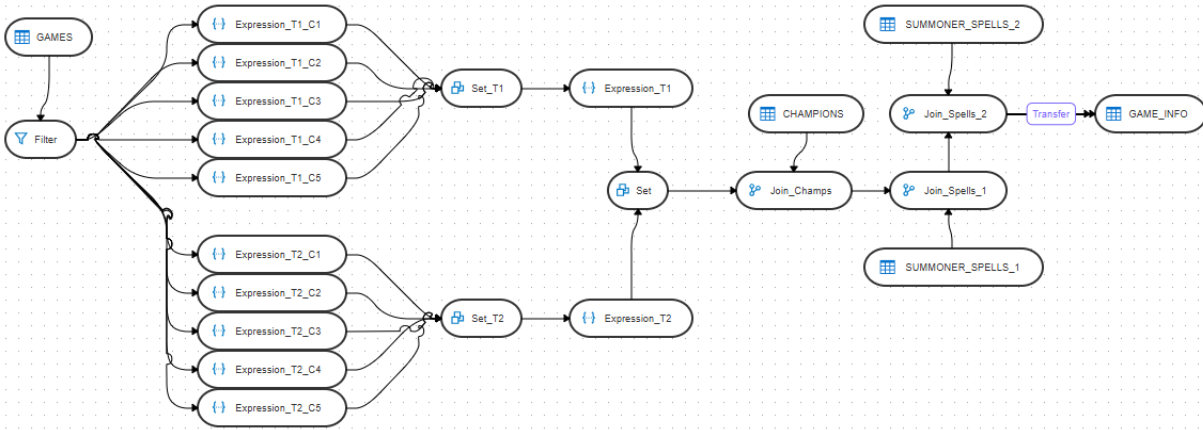 GAMES
Filter
Expression_T1_C1
Expression_T1_C2
Expression_T1_C3
Expression_T1_C4
Expression_T1_C5
Expression_T2_C1
Expression_T2_C2
Expression_T2_C3
Expression_T2_C4
Expression_T2_C5
Set_T1
Set_T2
Expression_T1
Expression_T2
Set
CHAMPIONS
Join_Champs
SUMMONER_SPELLS_2
Join_Spells_2
Join_Spells_1
SUMMONER_SPELLS_1
Transfer
GAME_INFO